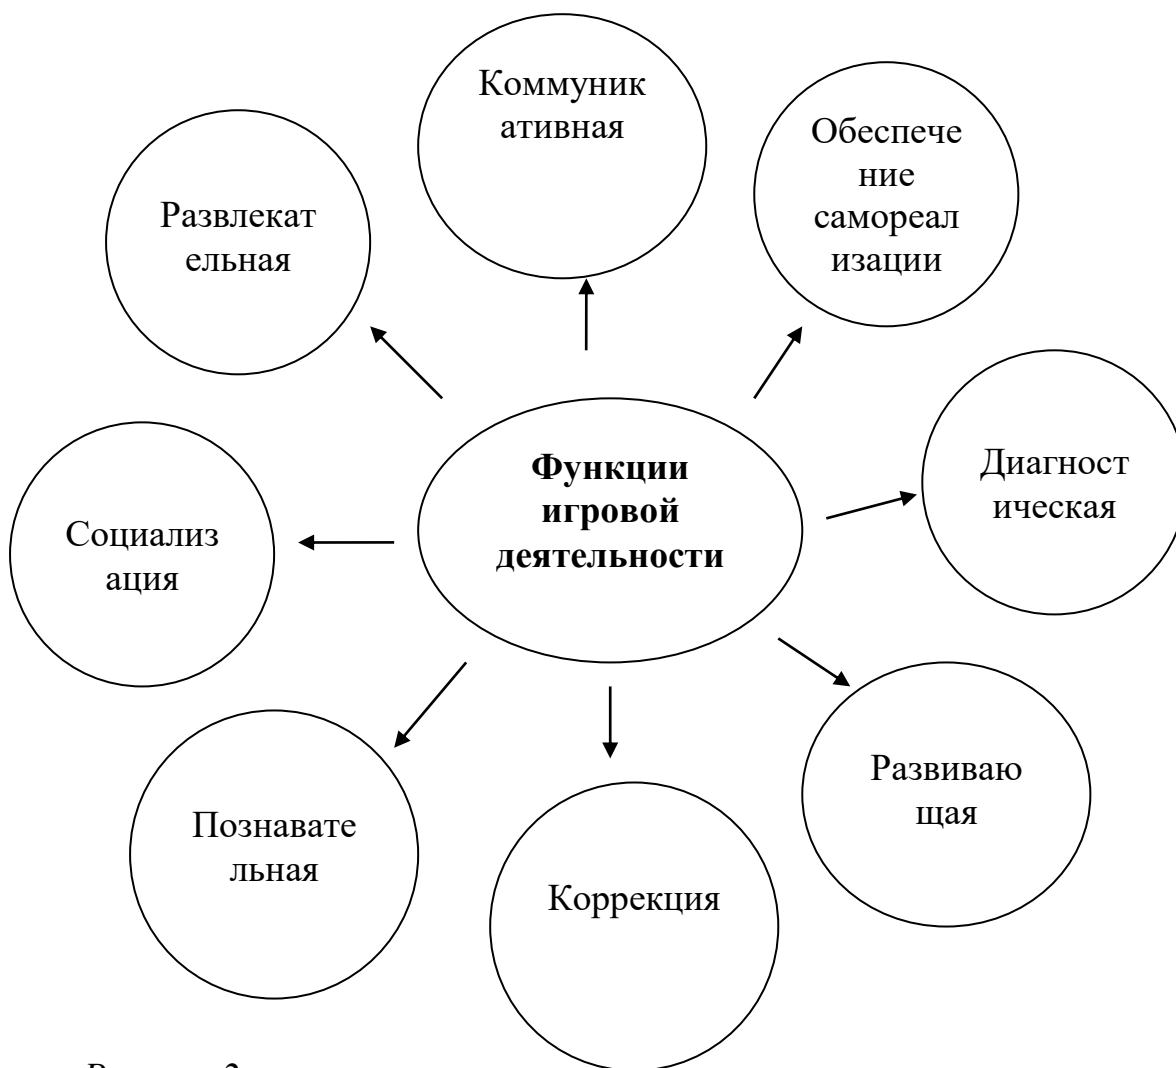 Коммуник
ативная
Обеспече
ние
самореал
изации
Развлекат
ельная
Диагност
ическая
Функции
игровой
деятельности
Социализ
ация
Развиваю
щая
Познавате
льная
Коррекция
2